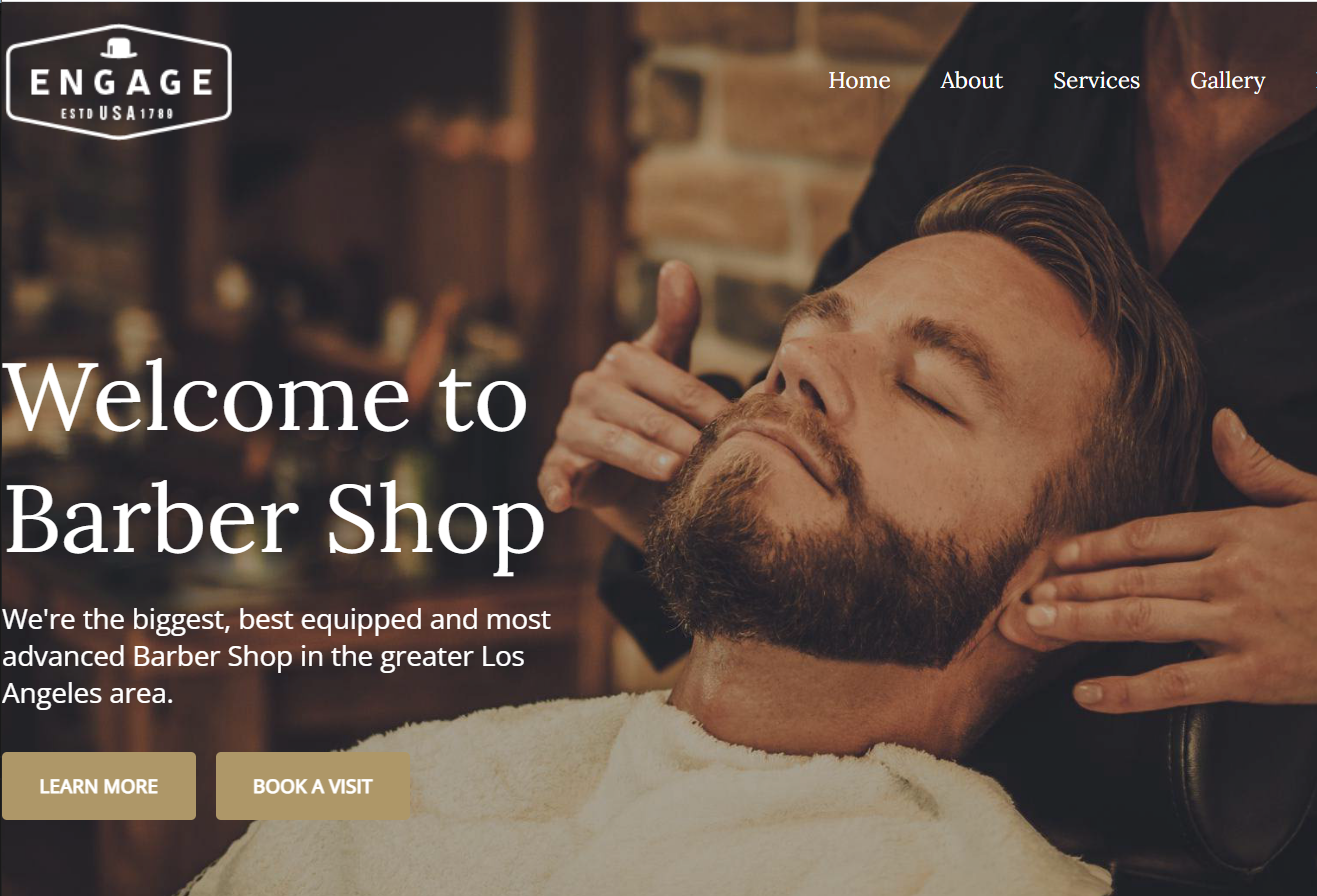 ENGAGE
ESTD USA 1789
Home About Services Gallery
Welcome to
Barber Shop
We're the biggest, best equipped and most
advanced Barber Shop in the greater Los
Angeles area.
LEARN MORE BOOK A VISIT